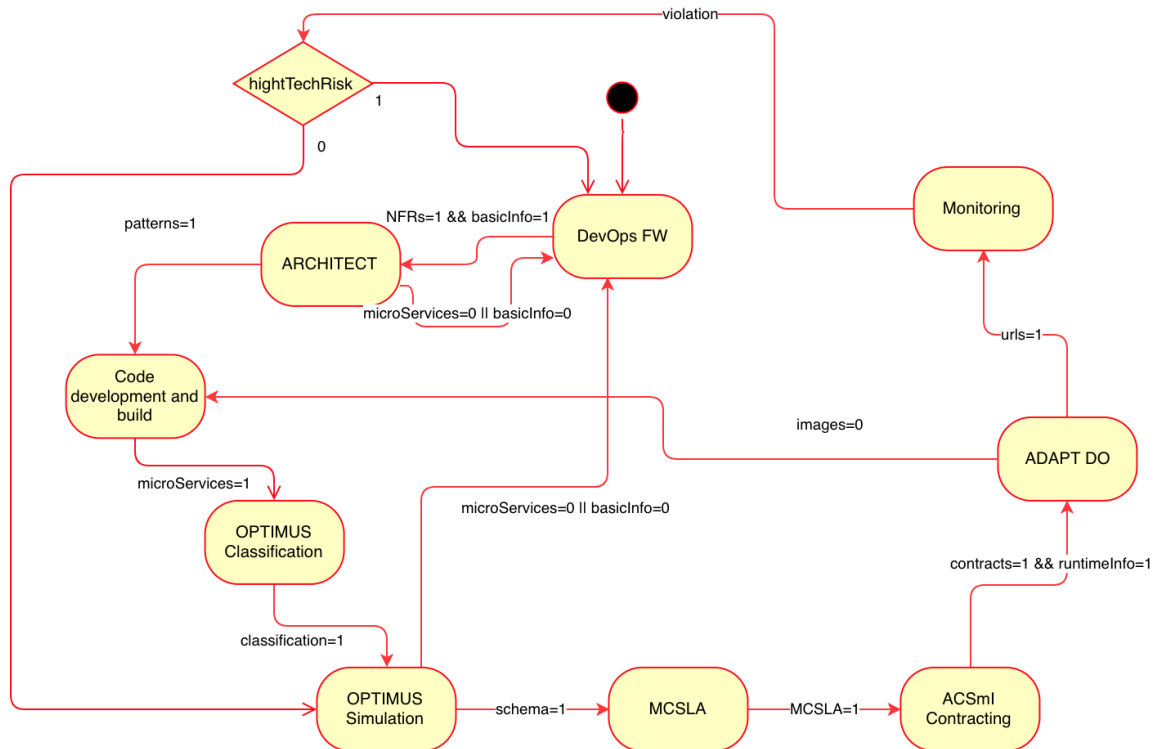 violation
hightTechRisk
1
0
Monitoring
patterns=1
NFRs=1 && basicInfo=1
DevOps FW
ARCHITECT
microServices=0 || basicInfo=0
urls=1
Code
development and
build
images=0
ADAPT DO
microServices=1
microServices=0 || basicInfo=0
OPTIMUS
Classification
contracts=1 && runtimeInfo=1
classification=1
OPTIMUS
Simulation
schema=1
MCSLA
MCSLA=1
ACSmI
Contracting